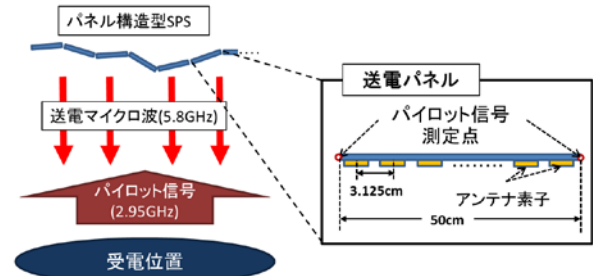 パネル構造型SPS
送電マイクロ波(5.8GHz)
パイロット信号
(2.95GHz)
受電位置
送電パネル
パイロット信号
測定点
3.125cm
アンテナ素子
50cm